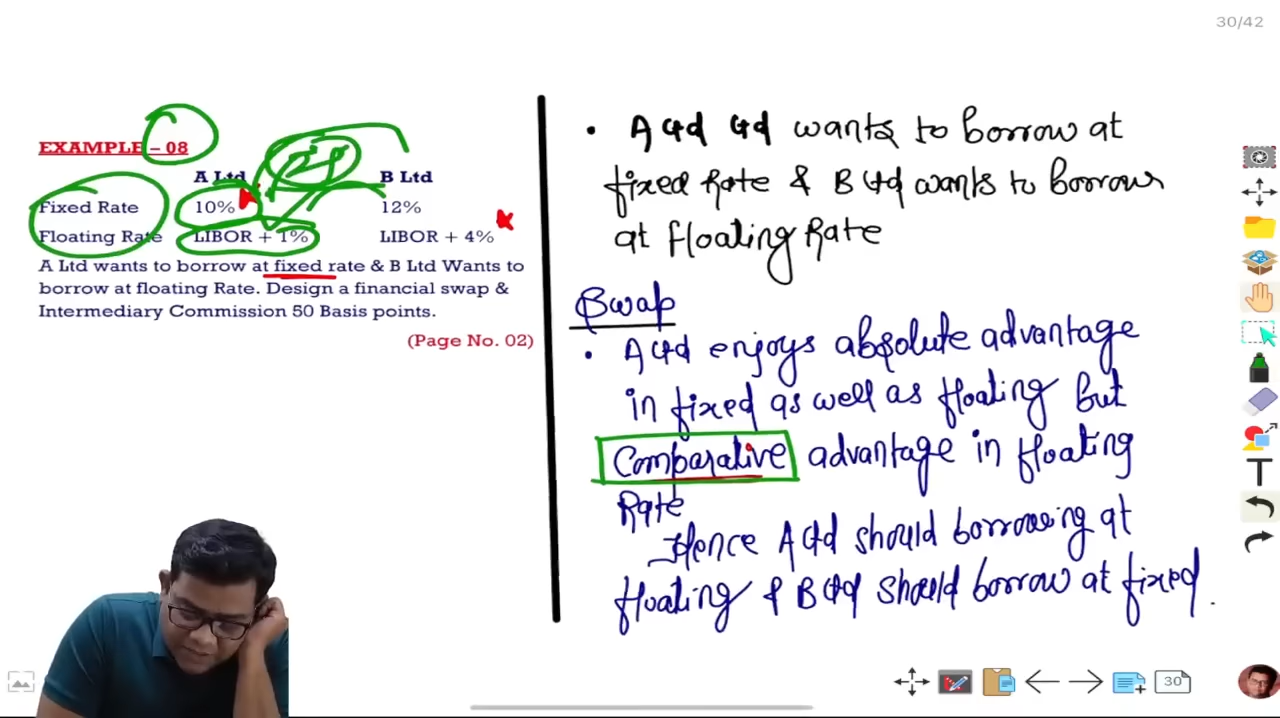 30/42
EXAMPLE – 08
A Ltd B Ltd
Fixed Rate 10% 12%
Floating Rate LIBOR + 1% LIBOR + 4%
A Ltd wants to borrow at fixed rate & B Ltd Wants to
borrow at floating Rate. Design a financial swap &
Intermediary Commission 50 Basis points.
(Page No. 02)
• A Ltd Ltd wants to borrow at
fixed Rate & B Ltd wants to borrow
at floating Rate
Swap
• A Ltd enjoys absolute advantage
in fixed as well as floating but
Comparative advantage in floating
Rate
Hence A Ltd should borrowing at
floating & B Ltd should borrow at fixed.
T
30